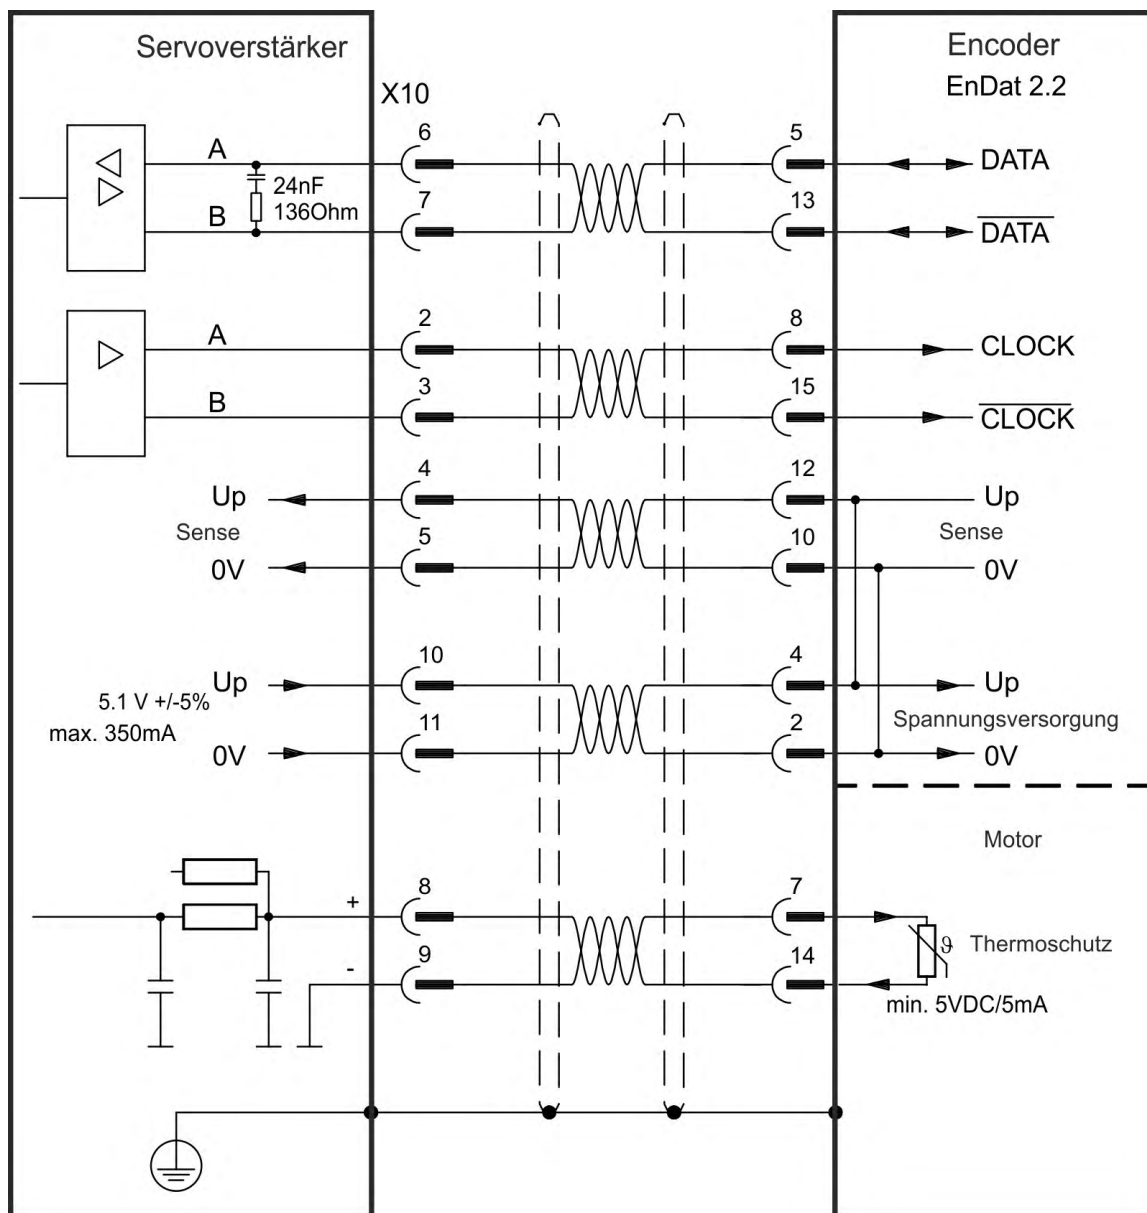 Servoverstärker
Encoder
EnDat 2.2
X10
A
6
5
DATA
24nF
136Ohm
B
7
13
DATA
A
2
8
CLOCK
B
3
15
CLOCK
Up
4
12
Up
Sense
Sense
0V
5
10
0V
Up
10
4
Up
5.1 V +/-5%
max. 350mA
Spannungsversorgung
0V
11
2
0V
Motor
+
8
7
-
9
14
ϑ
Thermoschutz
min. 5VDC/5mA